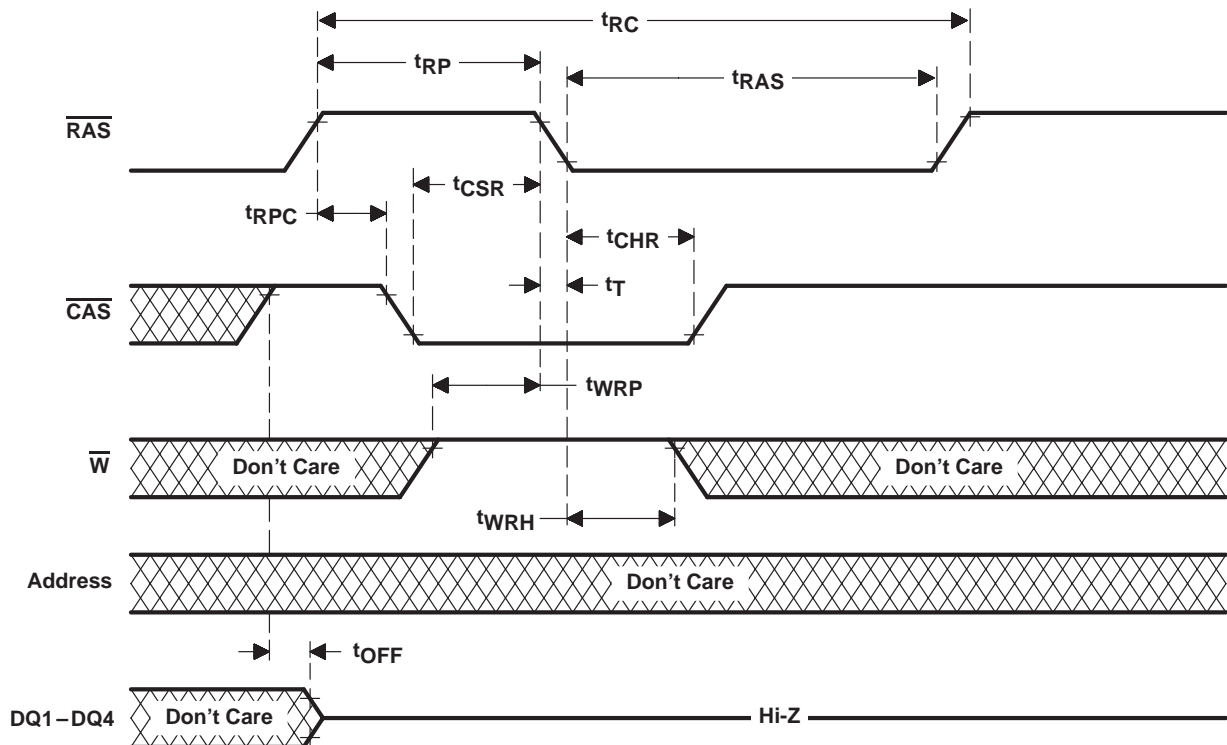 tRC
tRP
tRAS
RAS
tCSR
tRPC
tCHR
tT
CAS
tWRP
W
Don't Care
Don't Care
tWRH
Address
Don't Care
tOFF
DQ1–DQ4
Don't Care
Hi-Z